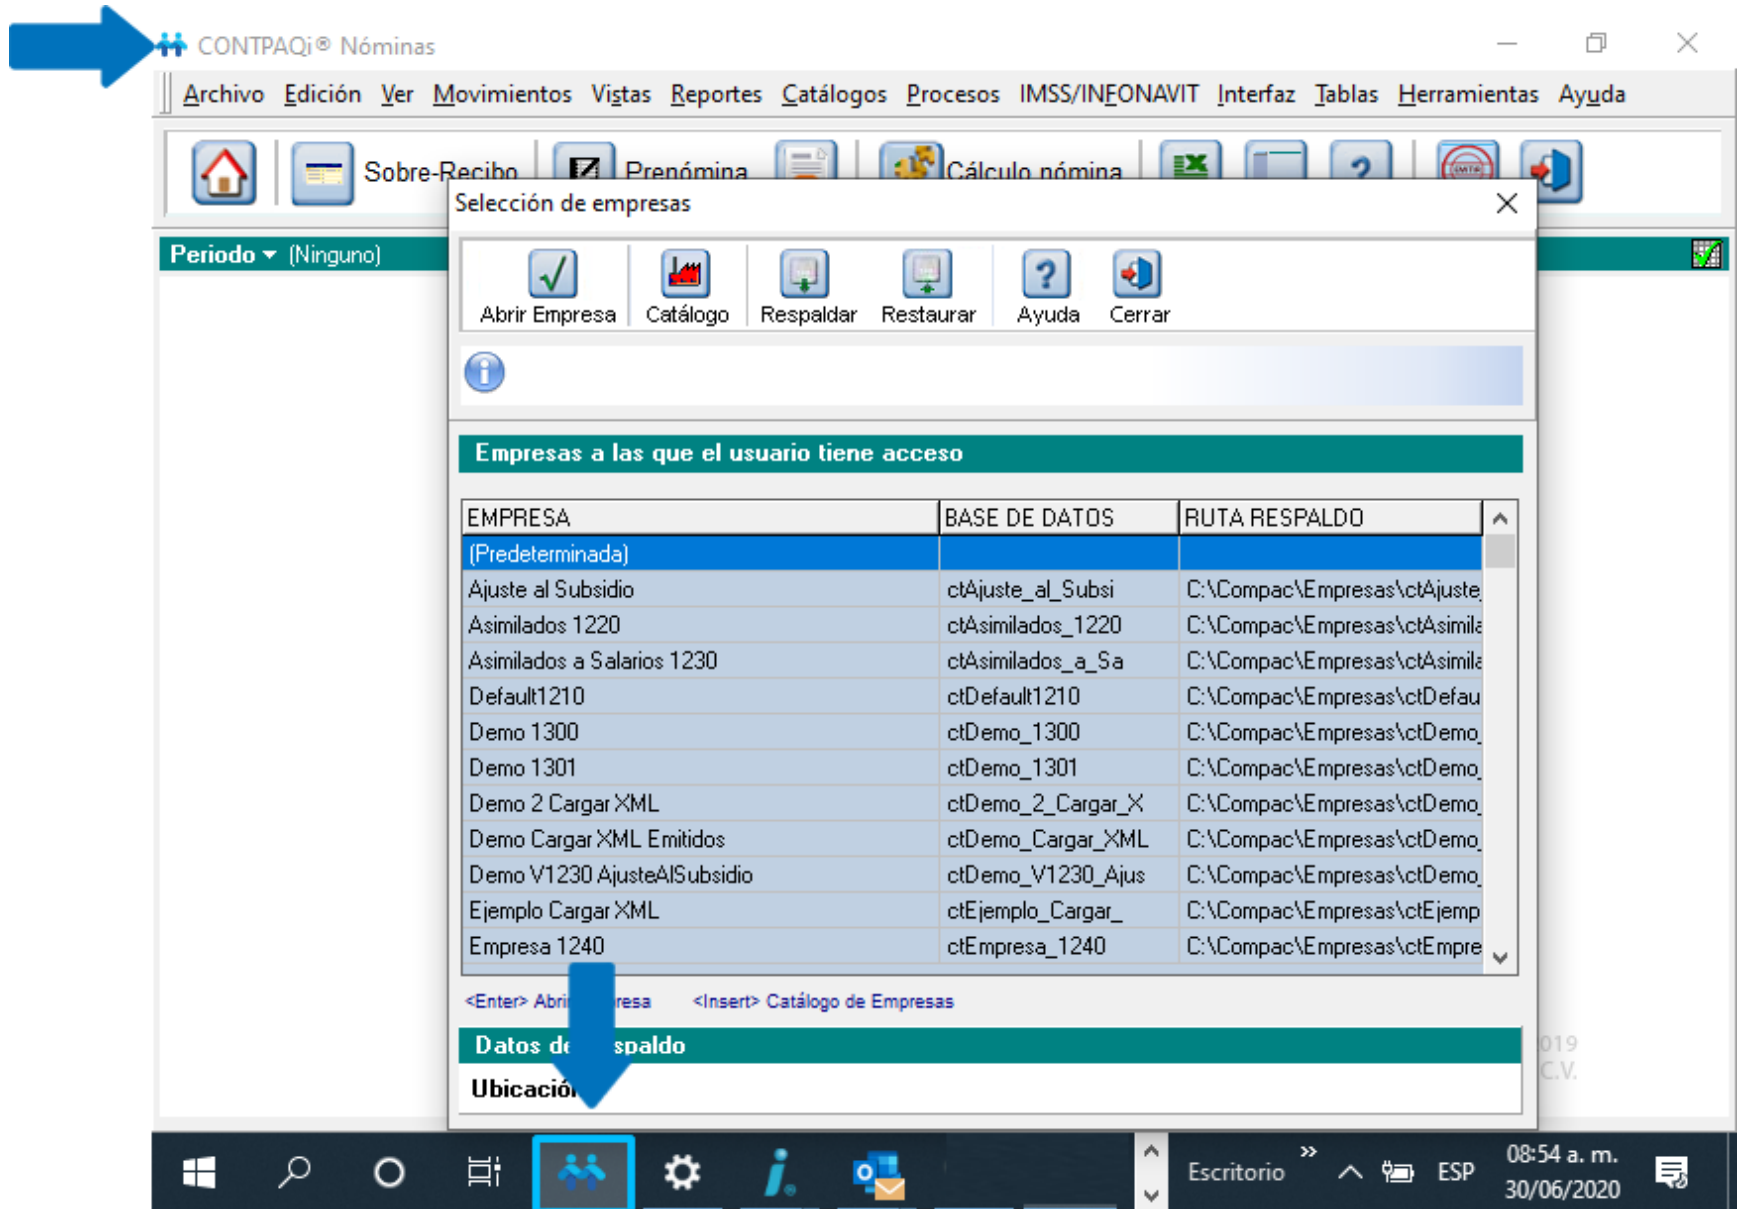 CONTPAQi® Nóminas
Archivo Edición Ver Movimientos Vistas Reportes Catálogos Procesos IMSS/INFONAVIT Interfaz Tablas Herramientas Ayuda
Sobre-Recibo Prenómina Cálculo nómina
Selección de empresas
Periodo (Ninguno)
Abrir Empresa Catálogo Respaldar Restaurar Ayuda Cerrar
Empresas a las que el usuario tiene acceso
EMPRESA BASE DE DATOS RUTA RESPALDO
(Predeterminada)
Ajuste al Subsidio ctAjuste_al_Subsi C:\Compac\Empresas\ctAjuste
Asimilados 1220 ctAsimilados_1220 C:\Compac\Empresas\ctAsimila
Asimilados a Salarios 1230 ctAsimilados_a_Sa C:\Compac\Empresas\ctAsimila
Default1210 ctDefault1210 C:\Compac\Empresas\ctDefau
Demo 1300 ctDemo_1300 C:\Compac\Empresas\ctDemo_
Demo 1301 ctDemo_1301 C:\Compac\Empresas\ctDemo_
Demo 2 Cargar XML ctDemo_2_Cargar_X C:\Compac\Empresas\ctDemo_
Demo Cargar XML Emitidos ctDemo_Cargar_XML C:\Compac\Empresas\ctDemo_
Demo V1230 AjusteAlSubsidio ctDemo_V1230_Ajus C:\Compac\Empresas\ctDemo_
Ejemplo Cargar XML ctEjemplo_Cargar_ C:\Compac\Empresas\ctEjemp
Empresa 1240 ctEmpresa_1240 C:\Compac\Empresas\ctEmpre
<Enter> Abri resa <Insert> Catálogo de Empresas
Datos de spaldo
019
Ubicación
C.V.
Escritorio » ESP 08:54 a. m.
30/06/2020